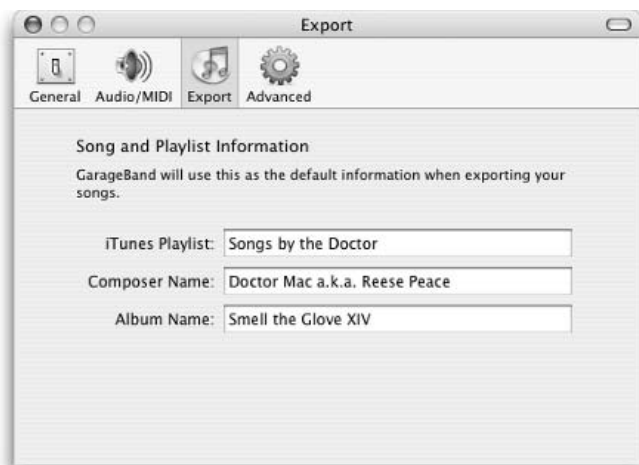 Export
General Audio/MIDI Export Advanced
Song and Playlist Information
GarageBand will use this as the default information when exporting your
songs.
iTunes Playlist: Songs by the Doctor
Composer Name: Doctor Mac a.k.a. Reese Peace
Album Name: Smell the Glove XIV